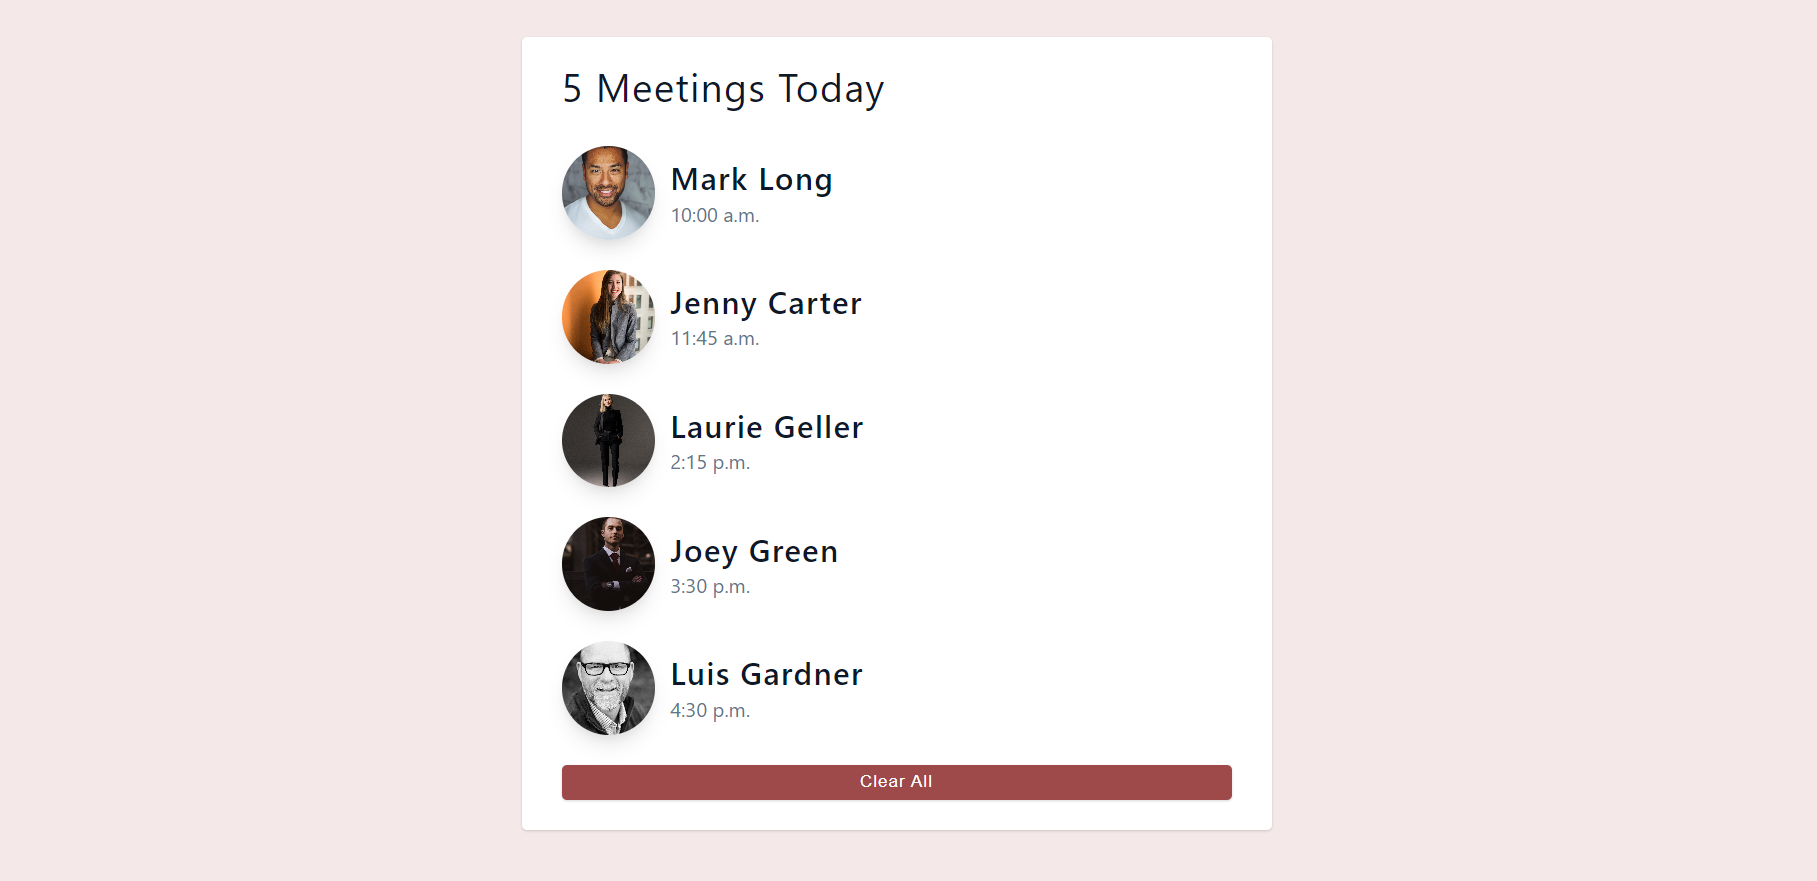 5 Meetings Today
Mark Long
10:00 a.m.
Jenny Carter
11:45 a.m.
Laurie Geller
2:15 p.m.
Joey Green
3:30 p.m.
Luis Gardner
4:30 p.m.
Clear All